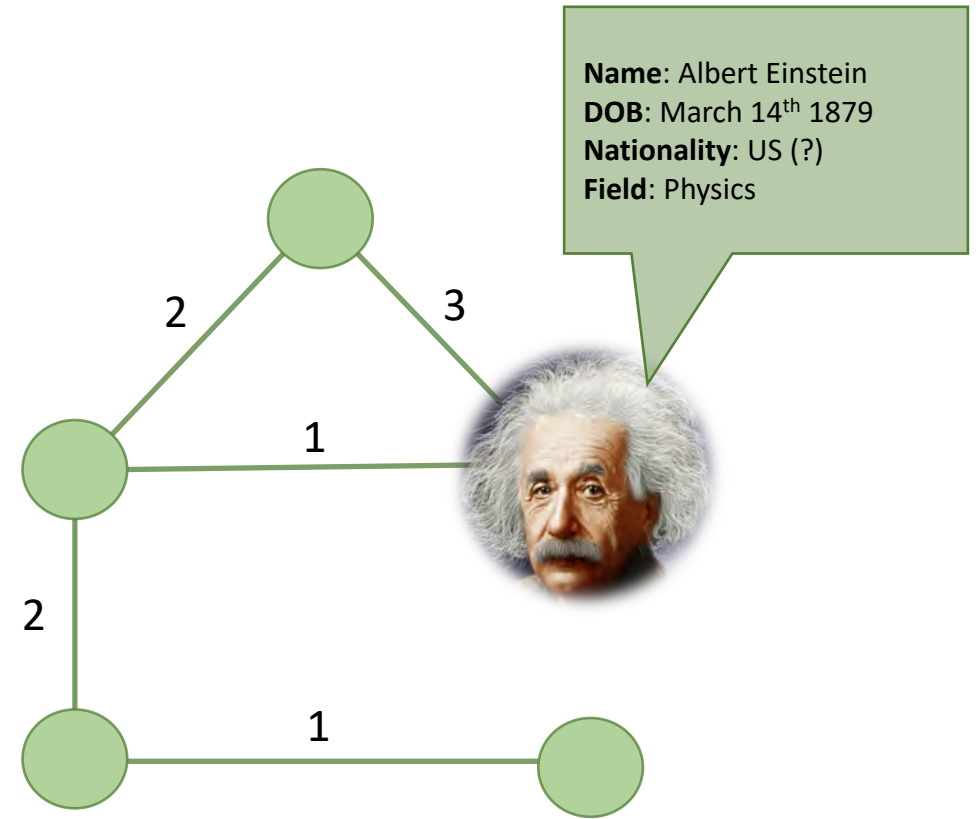 Name: Albert Einstein
DOB: March 14th 1879
Nationality: US (?)
Field: Physics
2
3
1
2
1